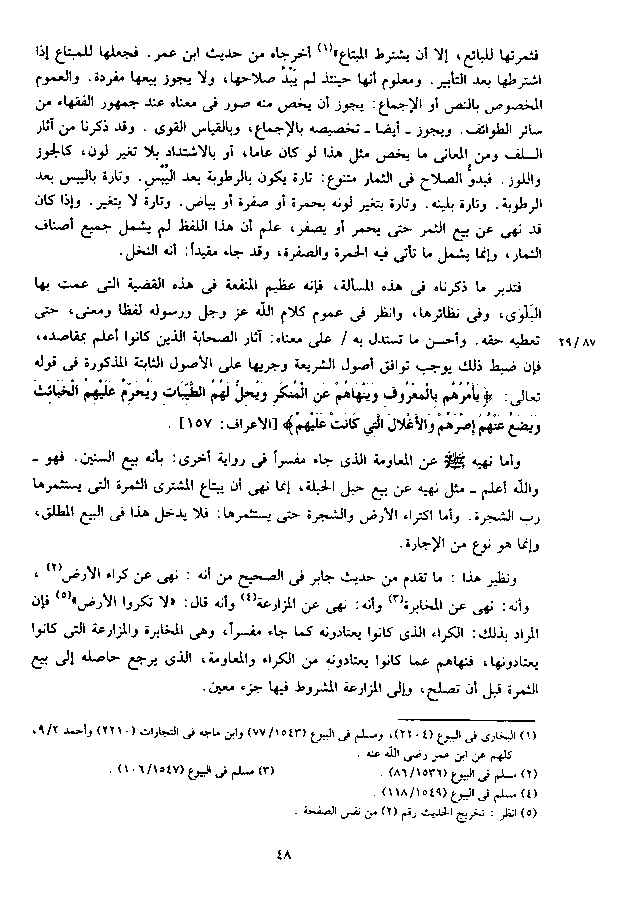 فثمرتها للبائع، إلا أن يشترط المبتاع»(١) أخرجاه من حديث ابن عمر. فجعلها للمبتاع إذا
اشترطها بعد التأبير. ومعلوم أنها حينئذ لم يَبْدُ صلاحها، ولا يجوز بيعها مفردة. والعموم
المخصوص بالنص أو الإجماع: يجوز أن يخص منه صور فى معناه عند جمهور الفقهاء من
سائر الطوائف. ويجوز ـ أيضا ـ تخصيصه بالإجماع، وبالقياس القوى. وقد ذكرنا من آثار
السلف ومن المعانى ما يخص مثل هذا لو كان عاما، أو بالاشتداد بلا تغير لون، كالجوز
واللوز. فبدوُّ الصلاح فى الثمار متنوع: تارة يكون بالرطوبة بعد اليُبْس. وتارة باليبس بعد
الرطوبة. وتارة بلينه. وتارة بتغير لونه بحمرة أو صفرة أو بياض. وتارة لا يتغير. وإذا كان
قد نهى عن بيع الثمر حتى يحمر أو يصفر، علم أن هذا اللفظ لم يشمل جميع أصناف
الثمار، وإنما يشمل ما تأتى فيه الحمرة والصفرة، وقد جاء مقيداً: أنه النخل.
فتدبر ما ذكرناه فى هذه المسألة، فإنه عظيم المنفعة فى هذه القضية التى عمت بها
البَلْوَى، وفى نظائرها، وانظر فى عموم كلام الله عز وجل ورسوله لفظا ومعنى، حتى
تعطيه حقه. وأحسن ما تستدل به / على معناه: آثار الصحابة الذين كانوا أعلم بمقاصده،
٢٩/٨٧
فإن ضبط ذلك يوجب توافق أصول الشريعة وجريها على الأصول الثابتة المذكورة فى قوله
تعالى: ﴿يَأْمُرُهُم بِالْمَعْرُوفِ وَيَنْهَاهُمْ عَنِ الْمُنكَرِ وَيُحِلُّ لَهُمُ الطَّيِّبَاتِ وَيُحَرِّمُ عَلَيْهِمُ الْخَبَائِثَ
وَيَضَعُ عَنْهُمْ إِصْرَهُمْ وَالأَغْلالَ الَّتِي كَانَتْ عَلَيْهِمْ﴾ [الأعراف: ١٥٧] .
وأما نهيه ﷺ عن المعاومة الذى جاء مفسراً فى رواية أخرى: بأنه بيع السنين. فهو ـ
والله أعلم ـ مثل نهيه عن بيع حبل الحبلة، إنما نهى أن يبتاع المشترى الثمرة التى يستثمرها
رب الشجرة. وأما اكتراء الأرض والشجرة حتى يستثمرها: فلا يدخل هذا فى البيع المطلق،
وإنما هو نوع من الإجارة.
ونظير هذا : ما تقدم من حديث جابر فى الصحيح من أنه : نهى عن كراء الأرض(٢) ،
وأنه: نهى عن المخابرة(٣) وأنه: نهى عن المزارعة(٤) وأنه قال: «لا تكروا الأرض»(٥) فإن
المراد بذلك: الكراء الذى كانوا يعتادونه كما جاء مفسراً، وهى المخابرة والمزارعة التى كانوا
يعتادونها، فنهاهم عما كانوا يعتادونه من الكراء والمعاومة، الذى يرجع حاصله إلى بيع
الثمرة قبل أن تصلح، وإلى المزارعة المشروط فيها جزء معين.
(١) البخارى فى البيوع (٢٢٠٤)، ومسلم فى البيوع (١٥٤٣/ ٧٧) وابن ماجه فى التجارات (٢٢١٠) وأحمد ٩/٢،
كلهم عن ابن عمر رضى الله عنه .
(٢) مسلم فى البيوع (١٥٣٦/ ٨٦) . (٣) مسلم فى البيوع (١٥٤٧/ ١٠٦) .
(٤) مسلم فى البيوع (١٥٤٩/ ١١٨) .
(٥) انظر : تخريج الحديث رقم (٢) من نفس الصفحة .
٤٨